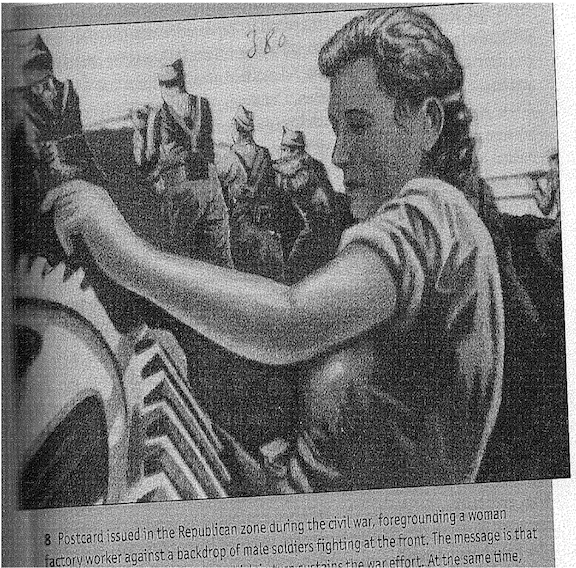 380
8 Postcard issued in the Republican zone during the civil war, foregrounding a woman
factory worker against a backdrop of male soldiers fighting at the front. The message is that
sustains the war effort. At the same time,